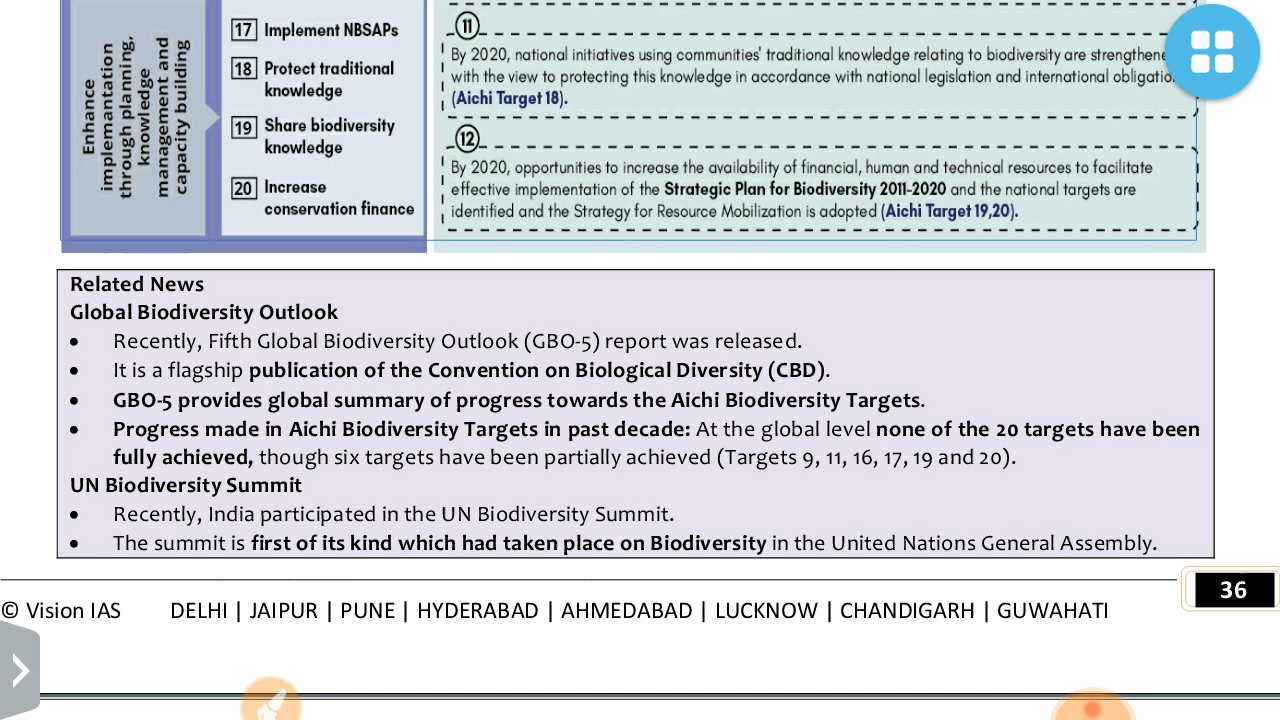 Enhance
implemantation
through planning,
knowledge
management and
capacity building
17 Implement NBSAPs
18 Protect traditional
knowledge
19 Share biodiversity
knowledge
20 Increase
conservation finance
11
By 2020, national initiatives using communities' traditional knowledge relating to biodiversity are
with the view to protecting this knowledge in accordance with national legislation and international
(Aichi Target 18).
12
By 2020, opportunities to increase the availability of financial, human and technical resources to facilitate
effective implementation of the Strategic Plan for Biodiversity 2011-2020 and the national targets are
identified and the Strategy for Resource Mobilization is adopted (Aichi Target 19,20).
Related News
Global Biodiversity Outlook
• Recently, Fifth Global Biodiversity Outlook (GBO-5) report was released.
• It is a flagship publication of the Convention on Biological Diversity (CBD).
• GBO-5 provides global summary of progress towards the Aichi Biodiversity Targets.
• Progress made in Aichi Biodiversity Targets in past decade: At the global level none of the 20 targets have been
fully achieved, though six targets have been partially achieved (Targets 9, 11, 16, 17, 19 and 20).
UN Biodiversity Summit
• Recently, India participated in the UN Biodiversity Summit.
• The summit is first of its kind which had taken place on Biodiversity in the United Nations General Assembly.
36
© Vision IAS DELHI | JAIPUR | PUNE | HYDERABAD | AHMEDABAD | LUCKNOW | CHANDIGARH | GUWAHATI